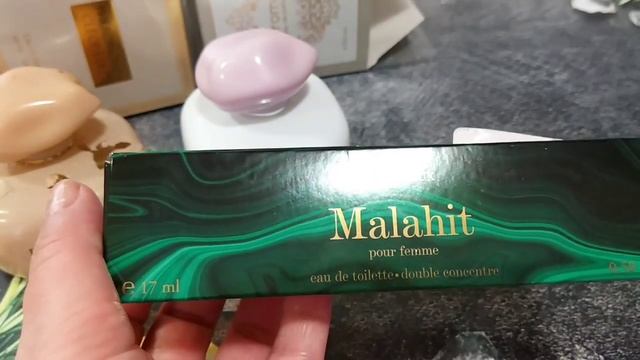 Malahit
pour femme
eau de toilette•double concentre
℮ 17 ml